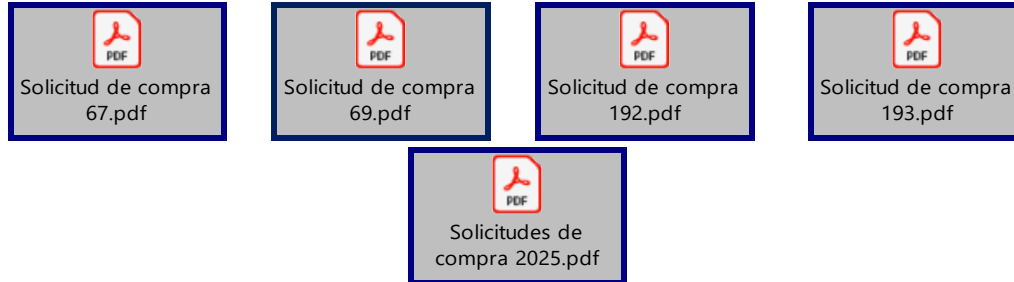 PDF
Solicitud de compra
67.pdf
PDF
Solicitud de compra
69.pdf
PDF
Solicitud de compra
192.pdf
PDF
Solicitud de compra
193.pdf
PDF
Solicitudes de
compra 2025.pdf